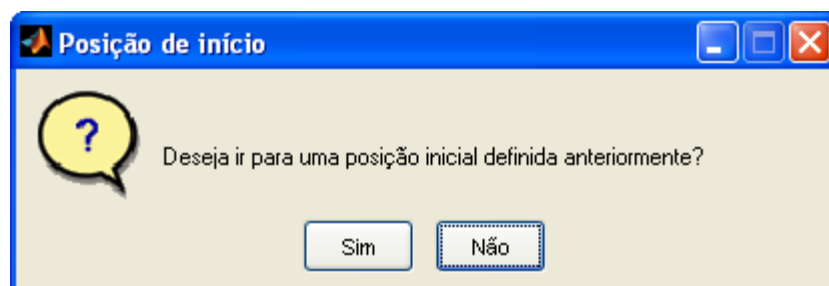 Posição de início
?
Deseja ir para uma posição inicial definida anteriormente?
Sim Não